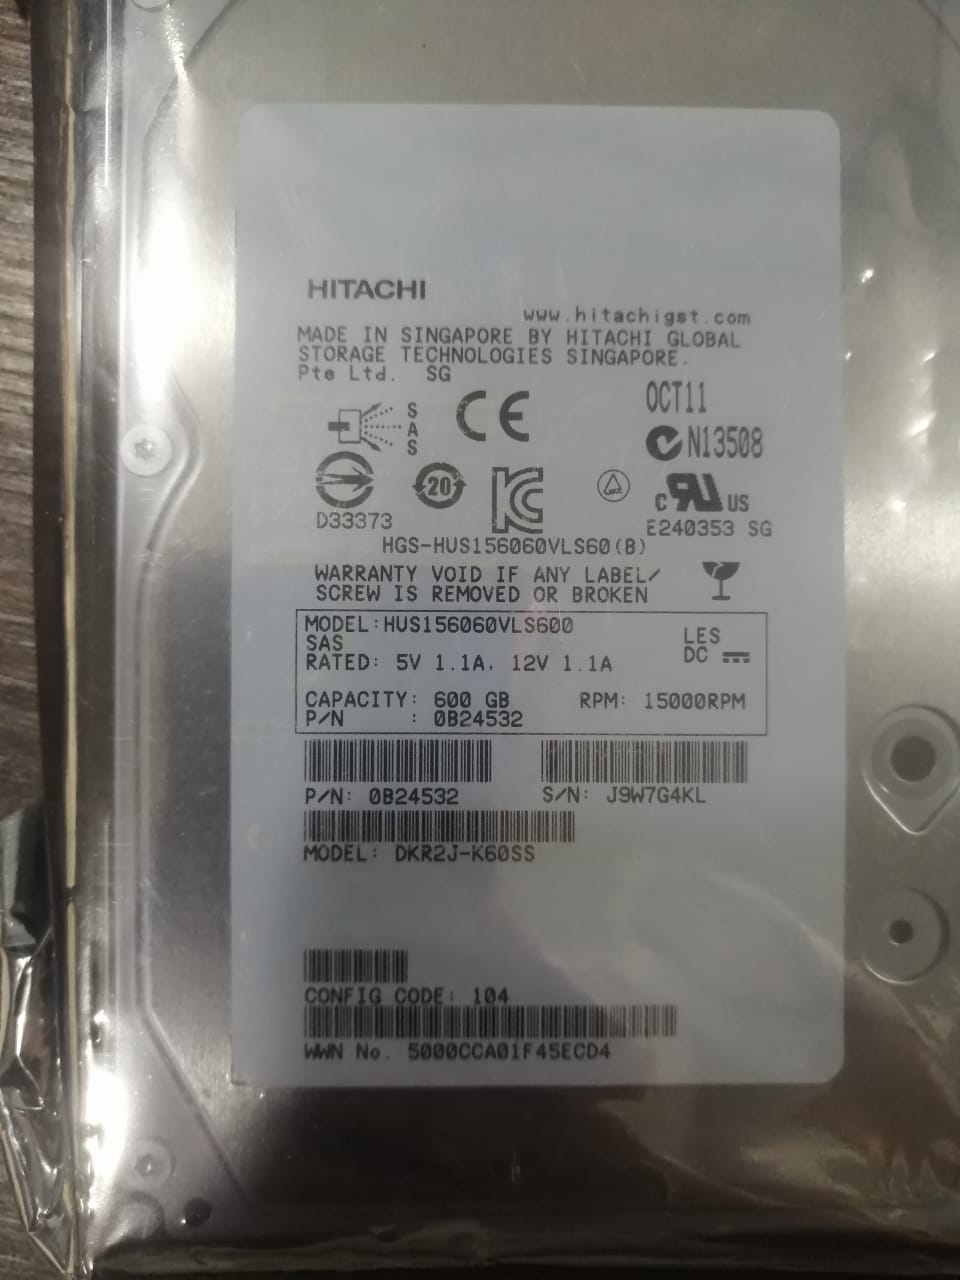 HITACHI
www.hitachigst.com
MADE IN SINGAPORE BY HITACHI GLOBAL
STORAGE TECHNOLOGIES SINGAPORE.
Pte Ltd. SG
SAS
CE
OCT11
N13508
20
D33373
c RU US
E240353 SG
HGS-HUS156060VLS60(B)
WARRANTY VOID IF ANY LABEL/
SCREW IS REMOVED OR BROKEN
MODEL:HUS156060VLS600
SAS
LES
RATED: 5V 1.1A, 12V 1.1A
DC
CAPACITY: 600 GB RPM: 15000RPM
P/N : 0B24532
P/N: 0B24532 S/N: J9W7G4KL
MODEL: DKR2J-K60SS
CONFIG CODE: 104
WWN No. 5000CCA01F45ECD4